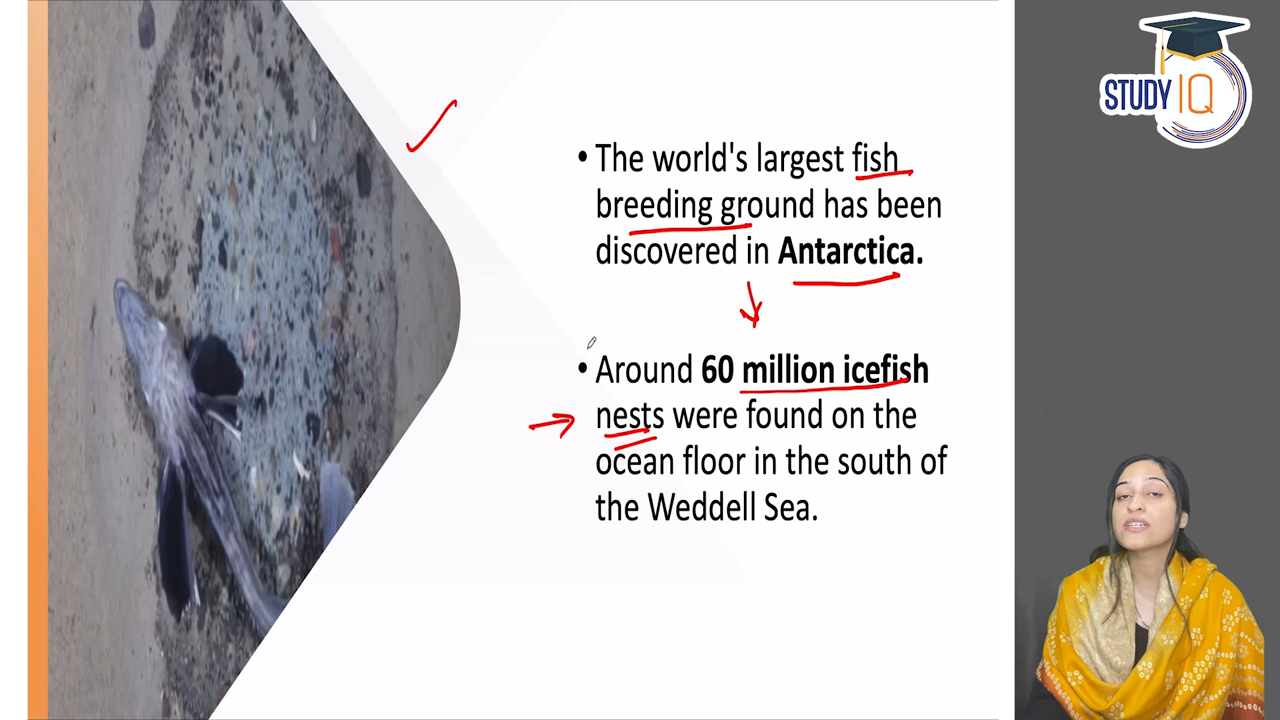 STUDY IQ
• The world's largest fish
breeding ground has been
discovered in Antarctica.
• Around 60 million icefish
nests were found on the
ocean floor in the south of
the Weddell Sea.